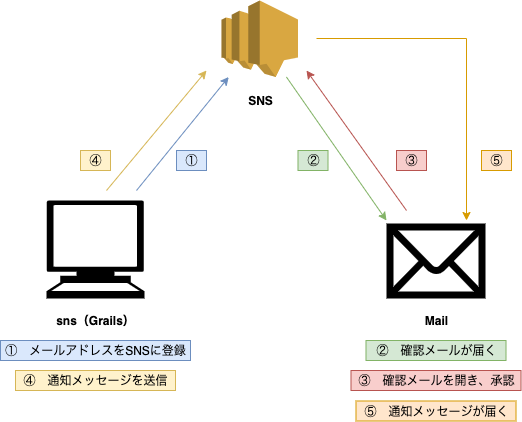 SNS
④
①
②
③
⑤
sns（Grails）
Mail
①　メールアドレスをSNSに登録
④　通知メッセージを送信
②　確認メールが届く
③　確認メールを開き、承認
⑤　通知メッセージが届く